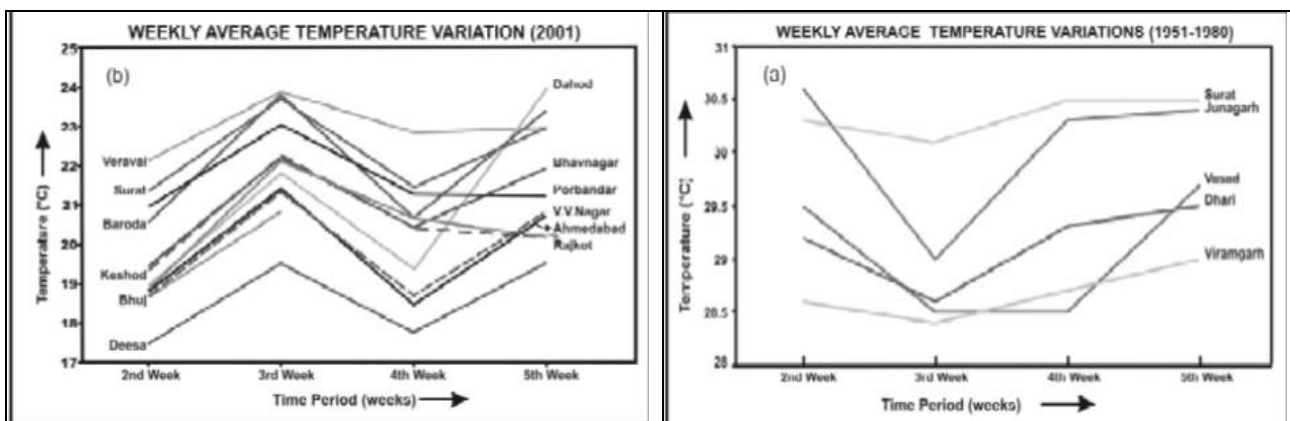 WEEKLY AVERAGE TEMPERATURE VARIATION (2001)
25
24
23
22
21
20
19
18
17
(b)
Temperature (°C)
Veraval
Surat
Baroda
Keshod
Bhuj
Deesa
Dahod
Bhavnagar
Porbandar
V.V.Nagar
Ahmedabad
Rajkot
2nd Week 3rd Week 4th Week 5th Week
Time Period (weeks)
WEEKLY AVERAGE TEMPERATURE VARIATIONS (1951-1980)
31
30.5
30
29.5
29
28.5
28
(a)
Temperature (°C)
Surat
Junagarh
Vasad
Dhari
Viramgarh
2nd Week 3rd Week 4th Week 5th Week
Time Period (weeks)